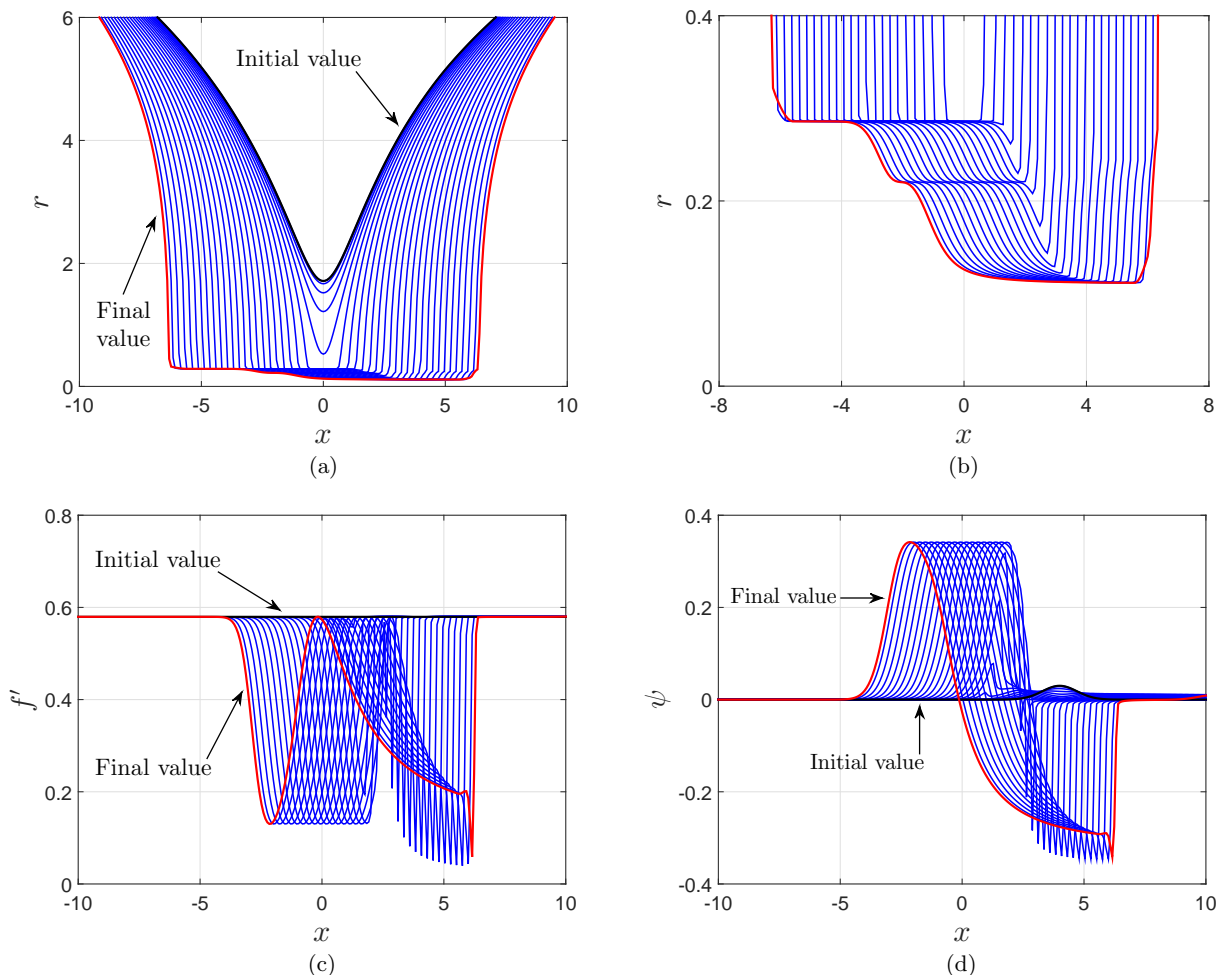 6
4
2
0
r
Initial value
Final
value
-10
-5
0
5
10
x
(a)
0.4
0.2
0
r
-8
-4
0
4
8
x
(b)
0.8
0.6
0.4
0.2
0
f′
Initial value
Final value
-10
-5
0
5
10
x
(c)
0.4
0.2
0
-0.2
-0.4
ψ
Final value
Initial value
-10
-5
0
5
10
x
(d)